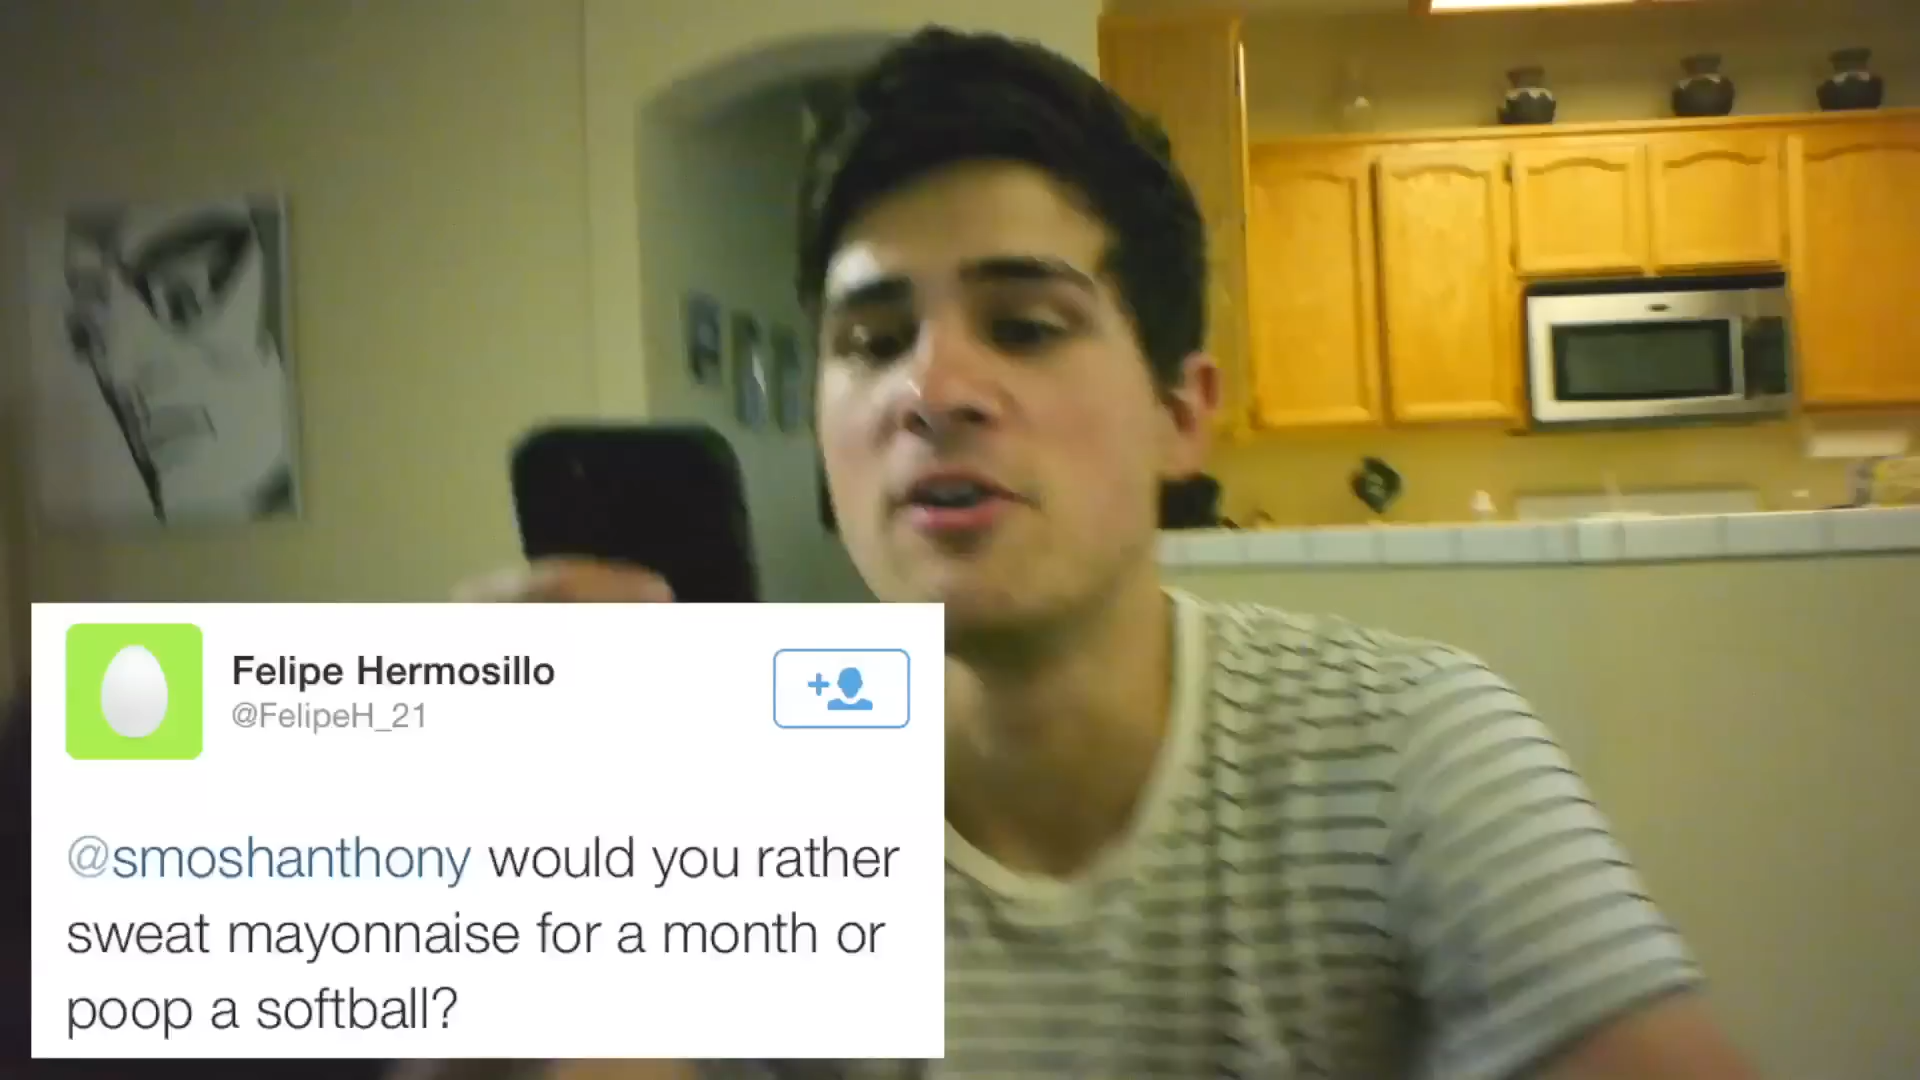 Felipe Hermosillo
@FelipeH_21
@smoshanthony would you rather
sweat mayonnaise for a month or
poop a softball?